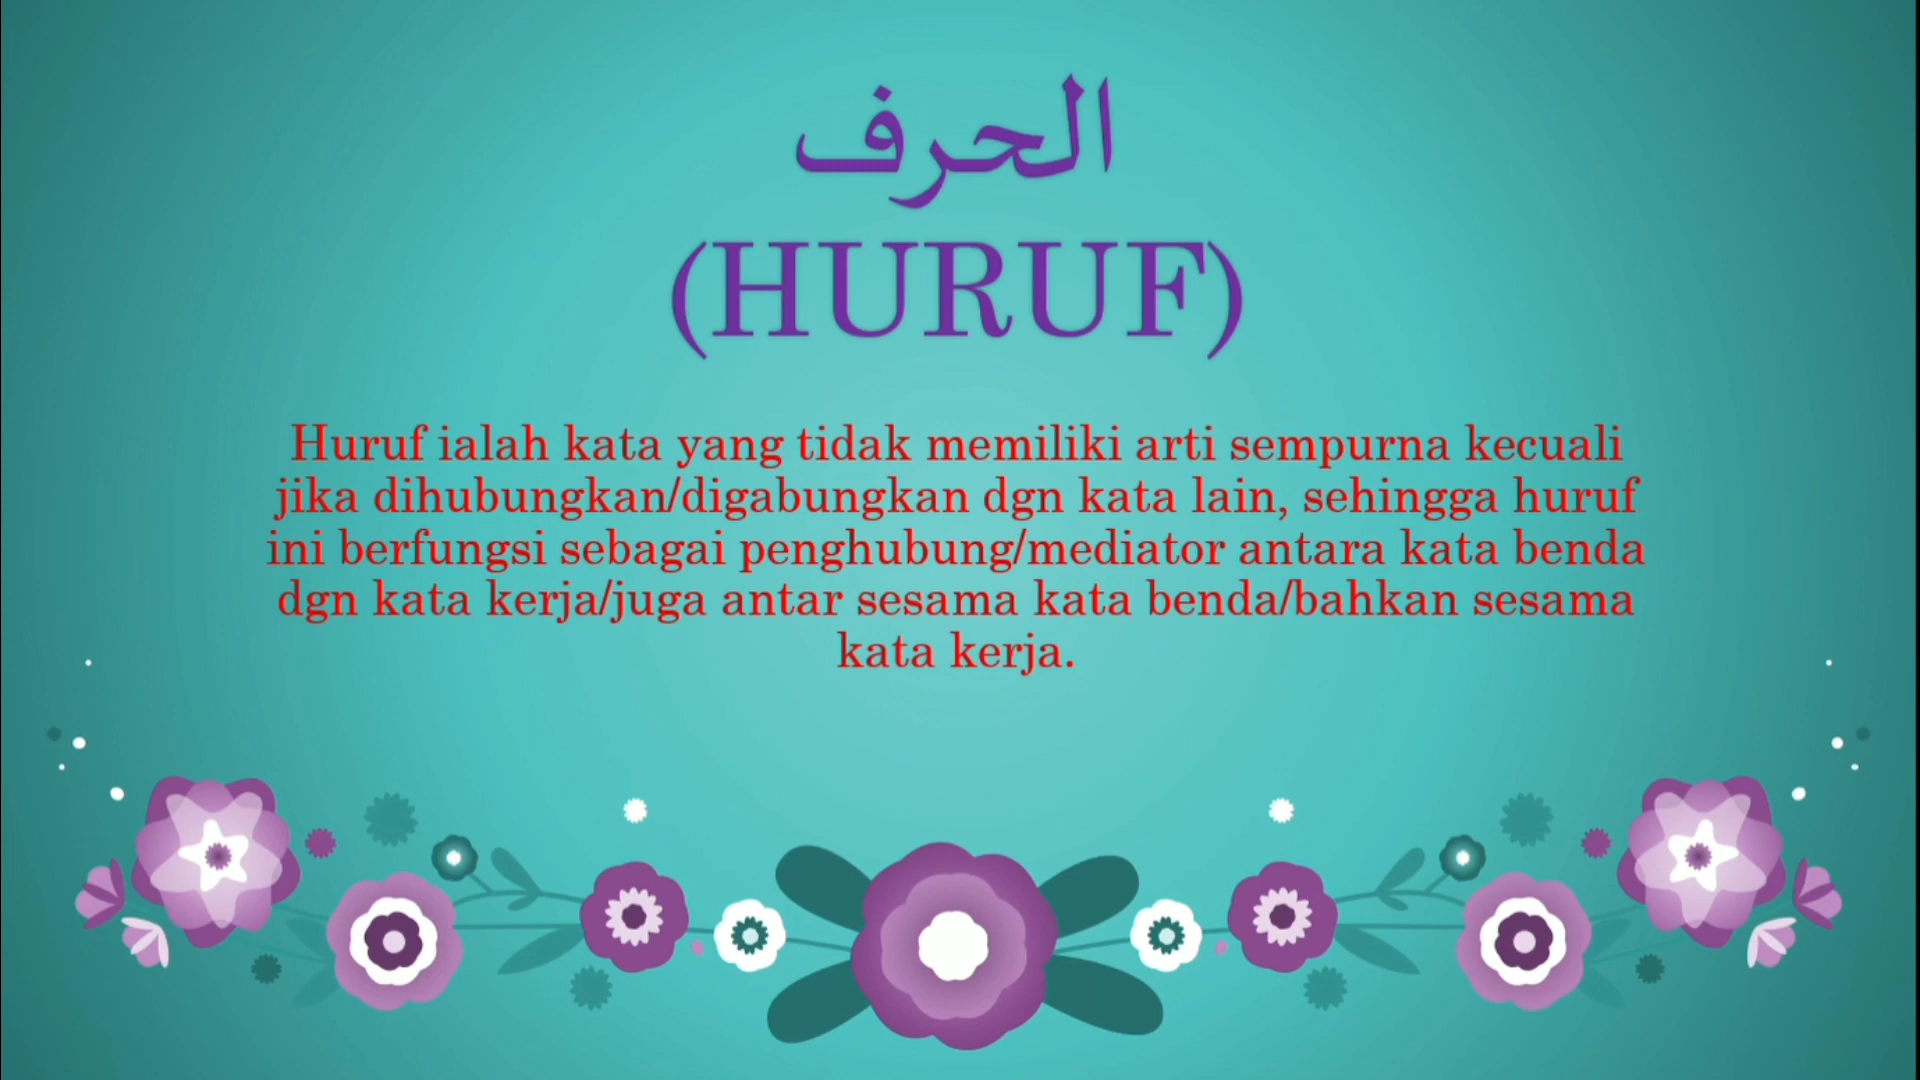 الحرف
(HURUF)
Huruf ialah kata yang tidak memiliki arti sempurna kecuali
jika dihubungkan/digabungkan dgn kata lain, sehingga huruf
ini berfungsi sebagai penghubung/mediator antara kata benda
dgn kata kerja/juga antar sesama kata benda/bahkan sesama
kata kerja.